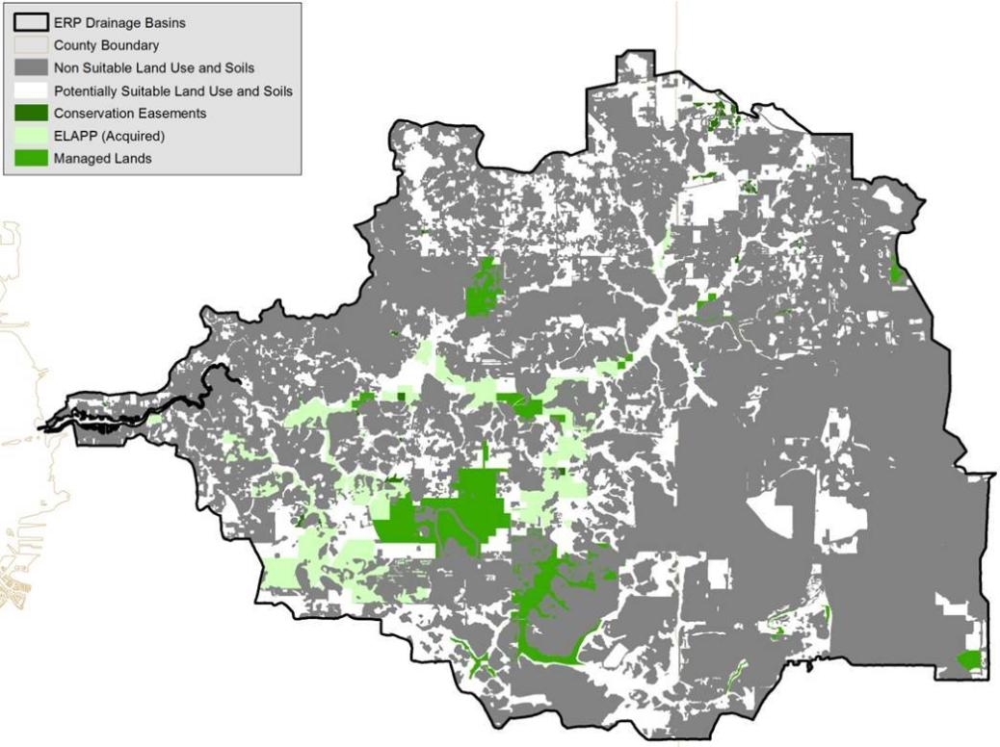 ERP Drainage Basins
County Boundary
Non Suitable Land Use and Soils
Potentially Suitable Land Use and Soils
Conservation Easements
ELAPP (Acquired)
Managed Lands